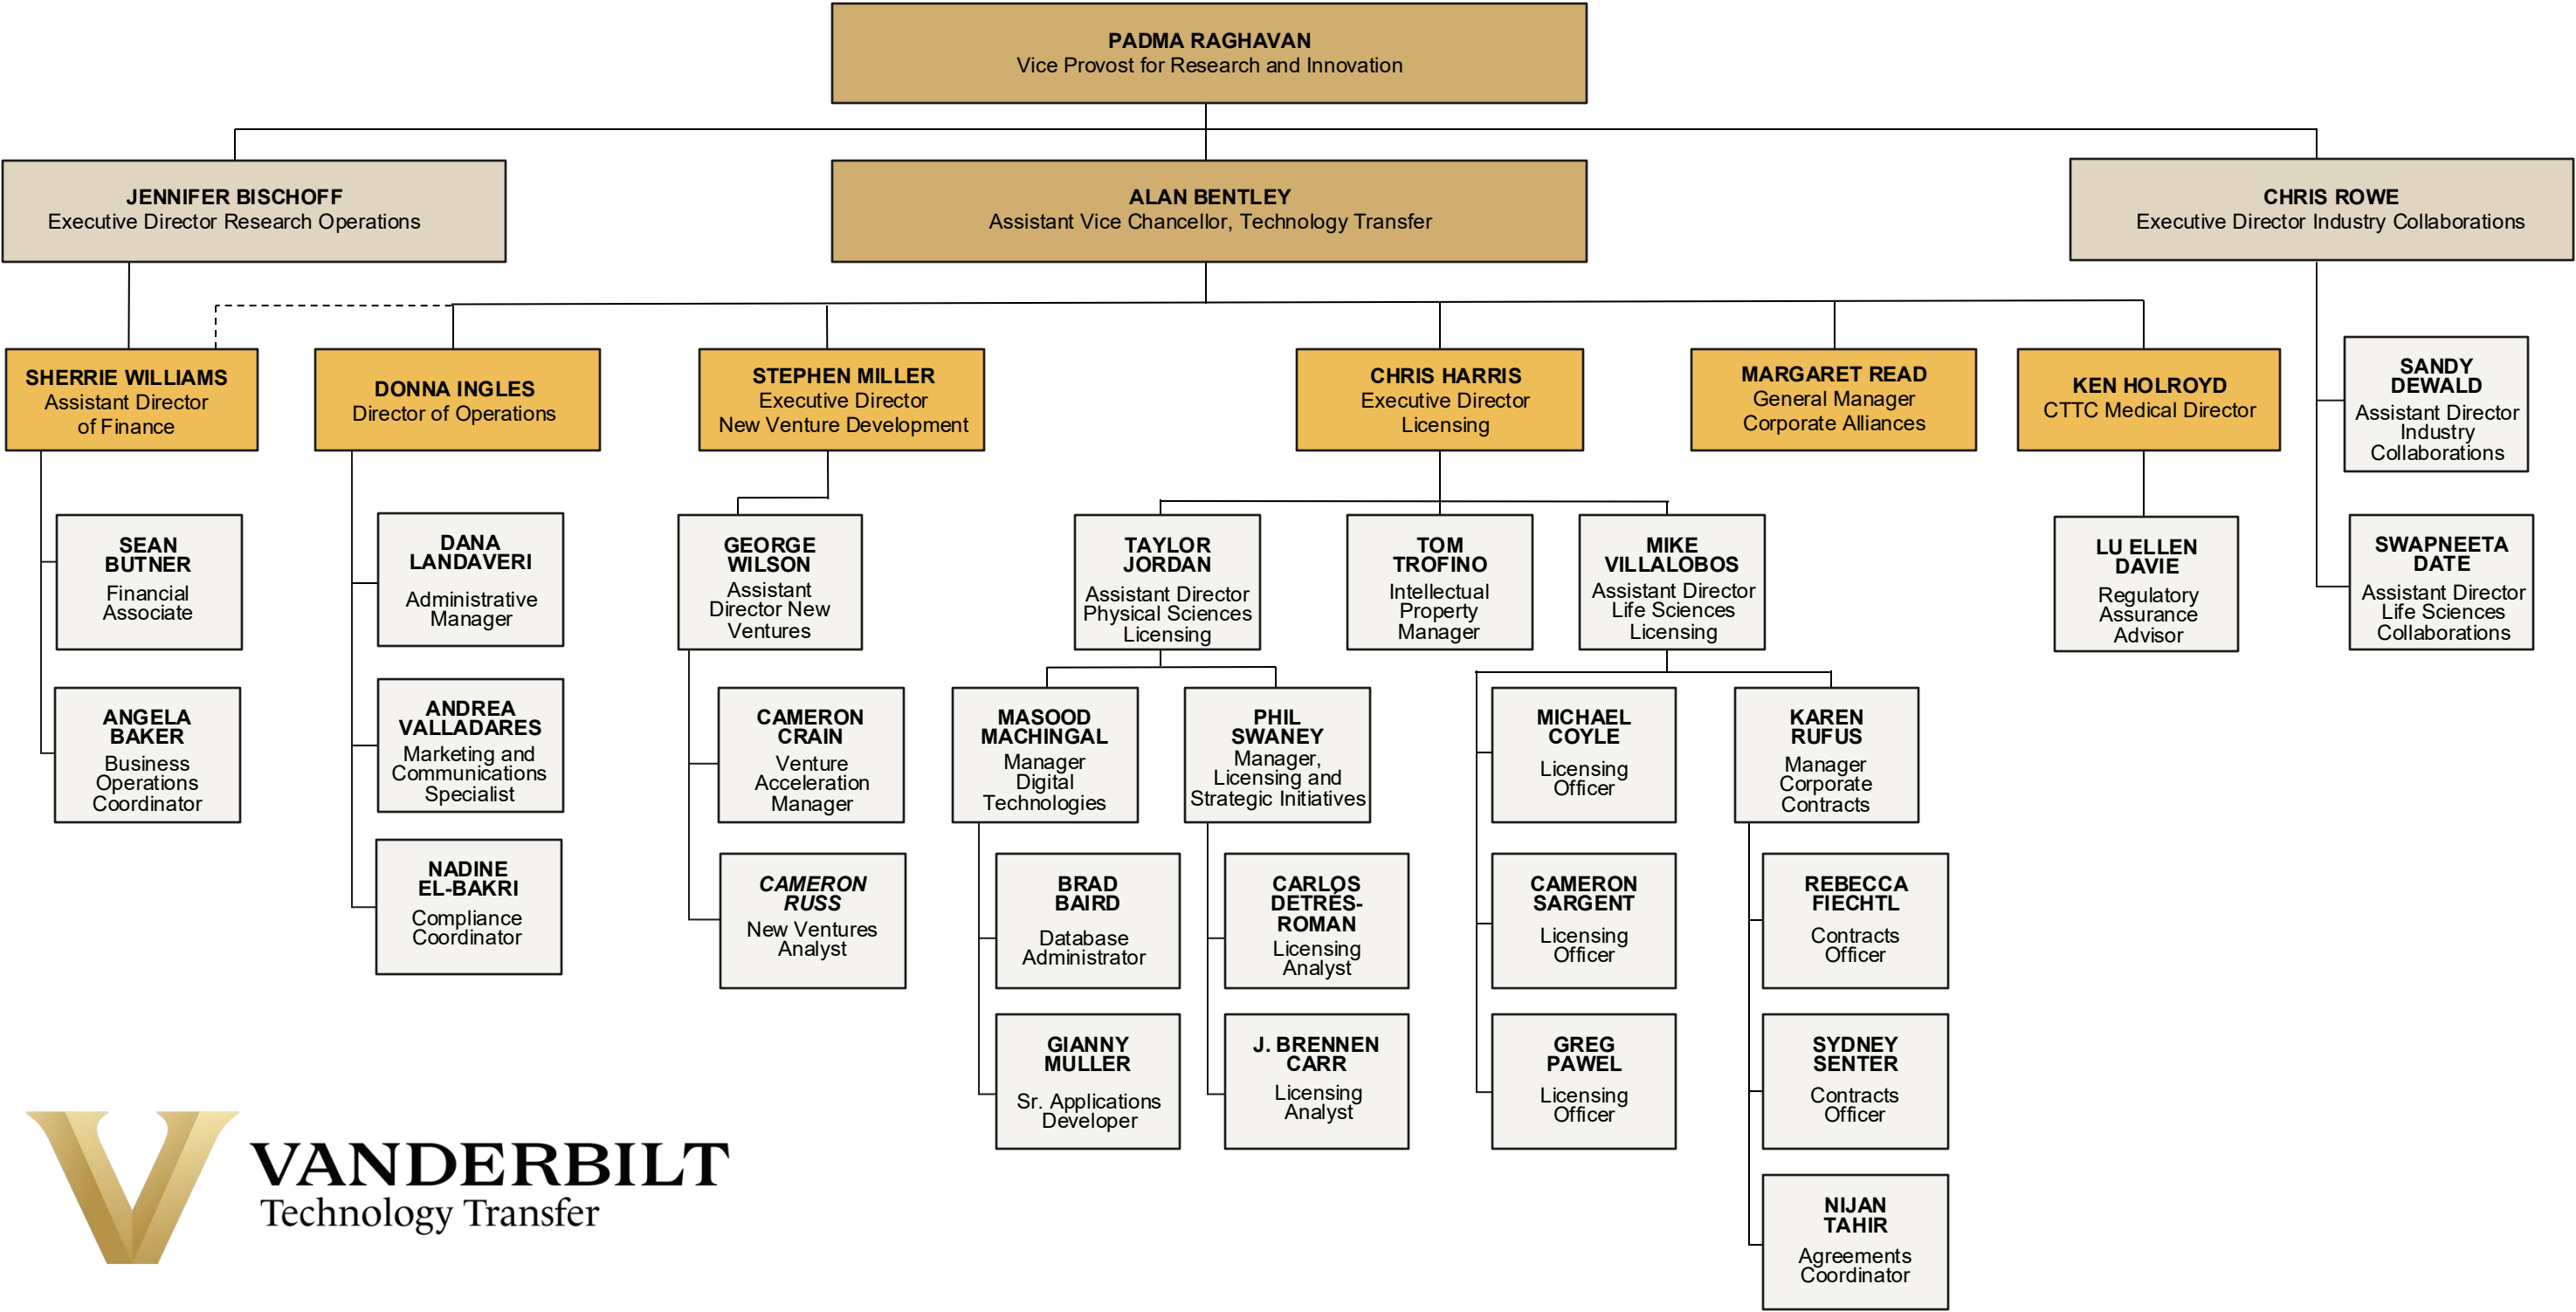 PADMA RAGHAVAN
Vice Provost for Research and Innovation
JENNIFER BISCHOFF
Executive Director Research Operations
ALAN BENTLEY
Assistant Vice Chancellor, Technology Transfer
CHRIS ROWE
Executive Director Industry Collaborations
SHERRIE WILLIAMS
Assistant Director
of Finance
DONNA INGLES
Director of Operations
STEPHEN MILLER
Executive Director
New Venture Development
CHRIS HARRIS
Executive Director
Licensing
MARGARET READ
General Manager
Corporate Alliances
KEN HOLROYD
CTTC Medical Director
SANDY
DEWALD
Assistant Director
Industry
Collaborations
SEAN
BUTNER
Financial
Associate
DANA
LANDAVERI
Administrative
Manager
GEORGE
WILSON
Assistant
Director New
Ventures
TAYLOR
JORDAN
Assistant Director
Physical Sciences
Licensing
TOM
TROFINO
Intellectual
Property
Manager
MIKE
VILLALOBOS
Assistant Director
Life Sciences
Licensing
LU ELLEN
DAVIE
Regulatory
Assurance
Advisor
SWAPNEETA
DATE
Assistant Director
Life Sciences
Collaborations
ANGELA
BAKER
Business
Operations
Coordinator
ANDREA
VALLADARES
Marketing and
Communications
Specialist
CAMERON
CRAIN
Venture
Acceleration
Manager
MASOOD
MACHINGAL
Manager
Digital
Technologies
PHIL
SWANEY
Manager,
Licensing and
Strategic Initiatives
MICHAEL
COYLE
Licensing
Officer
KAREN
RUFUS
Manager
Corporate
Contracts
NADINE
EL-BAKRI
Compliance
Coordinator
CAMERON
RUSS
New Ventures
Analyst
BRAD
BAIRD
Database
Administrator
CARLOS
DETRÉS-
ROMAN
Licensing
Analyst
CAMERON
SARGENT
Licensing
Officer
REBECCA
FIECHTL
Contracts
Officer
GIANNY
MULLER
Sr. Applications
Developer
J. BRENNEN
CARR
Licensing
Analyst
GREG
PAWEL
Licensing
Officer
SYDNEY
SENTER
Contracts
Officer
NIJAN
TAHIR
Agreements
Coordinator
V
VANDERBILT
Technology Transfer